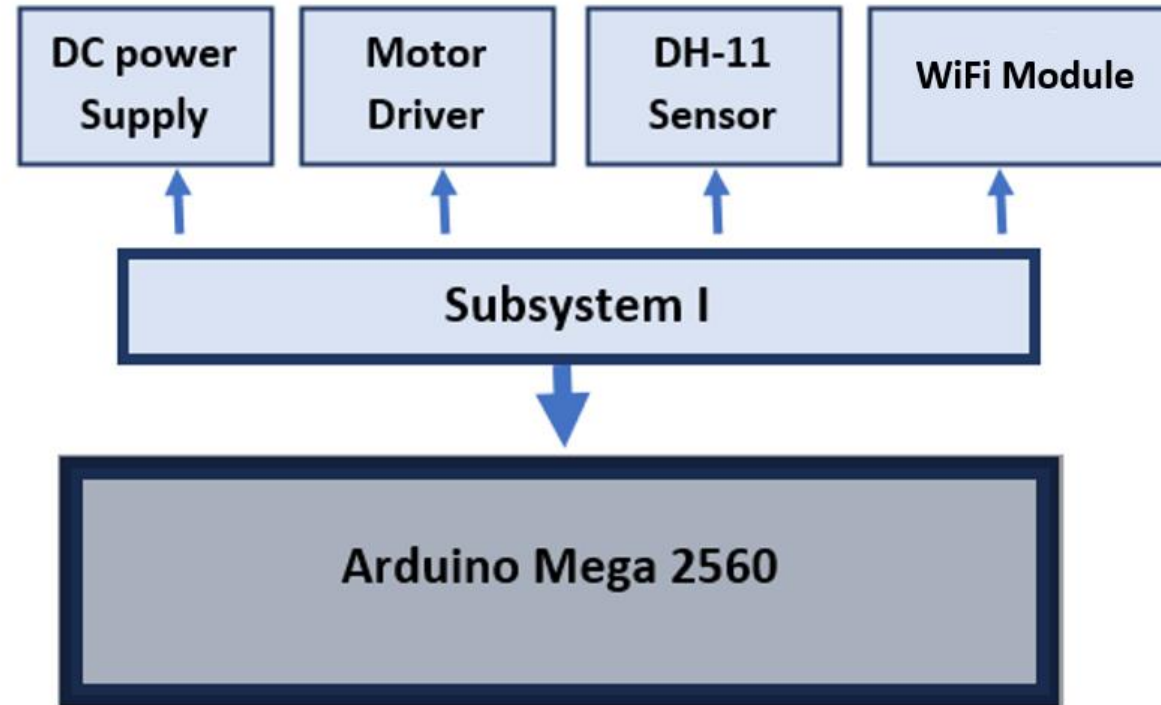 DC power
Supply
Motor
Driver
DH-11
Sensor
WiFi Module
Subsystem I
Arduino Mega 2560